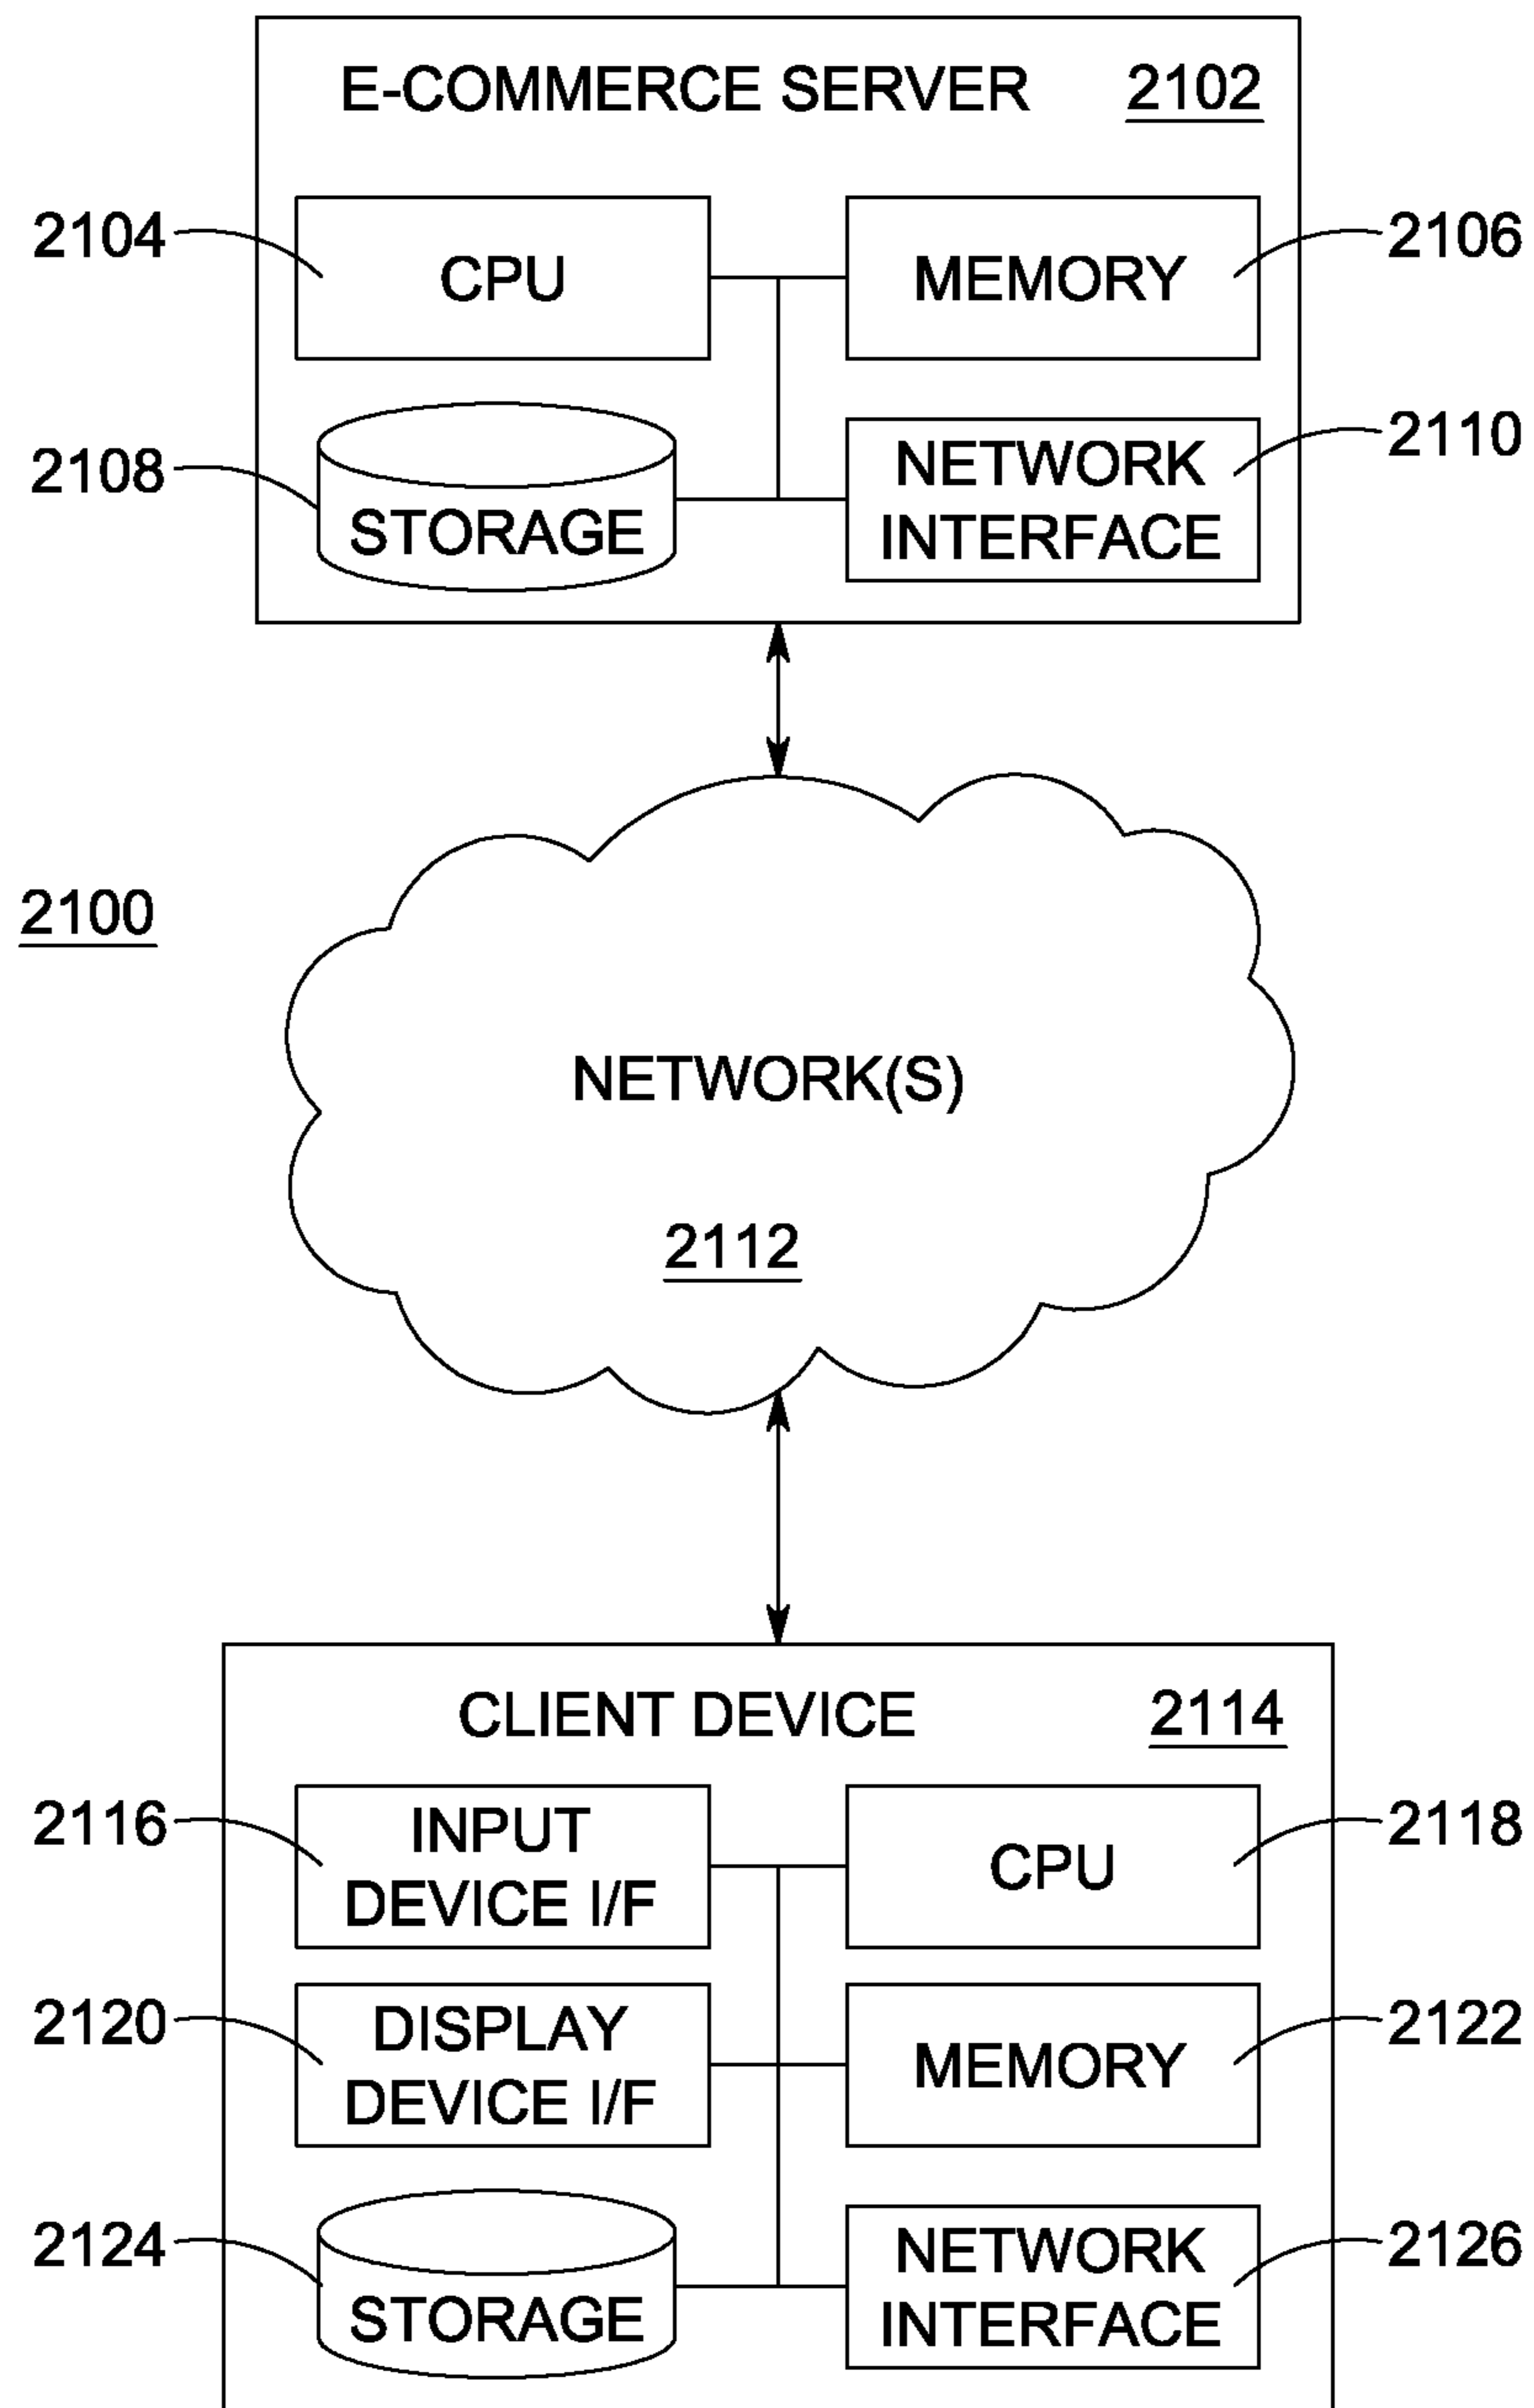 E-COMMERCE SERVER 2102
2104 CPU MEMORY 2106
2108 STORAGE NETWORK INTERFACE 2110
2100
NETWORK(S)
2112
CLIENT DEVICE 2114
2116 INPUT DEVICE I/F CPU 2118
2120 DISPLAY DEVICE I/F MEMORY 2122
2124 STORAGE NETWORK INTERFACE 2126